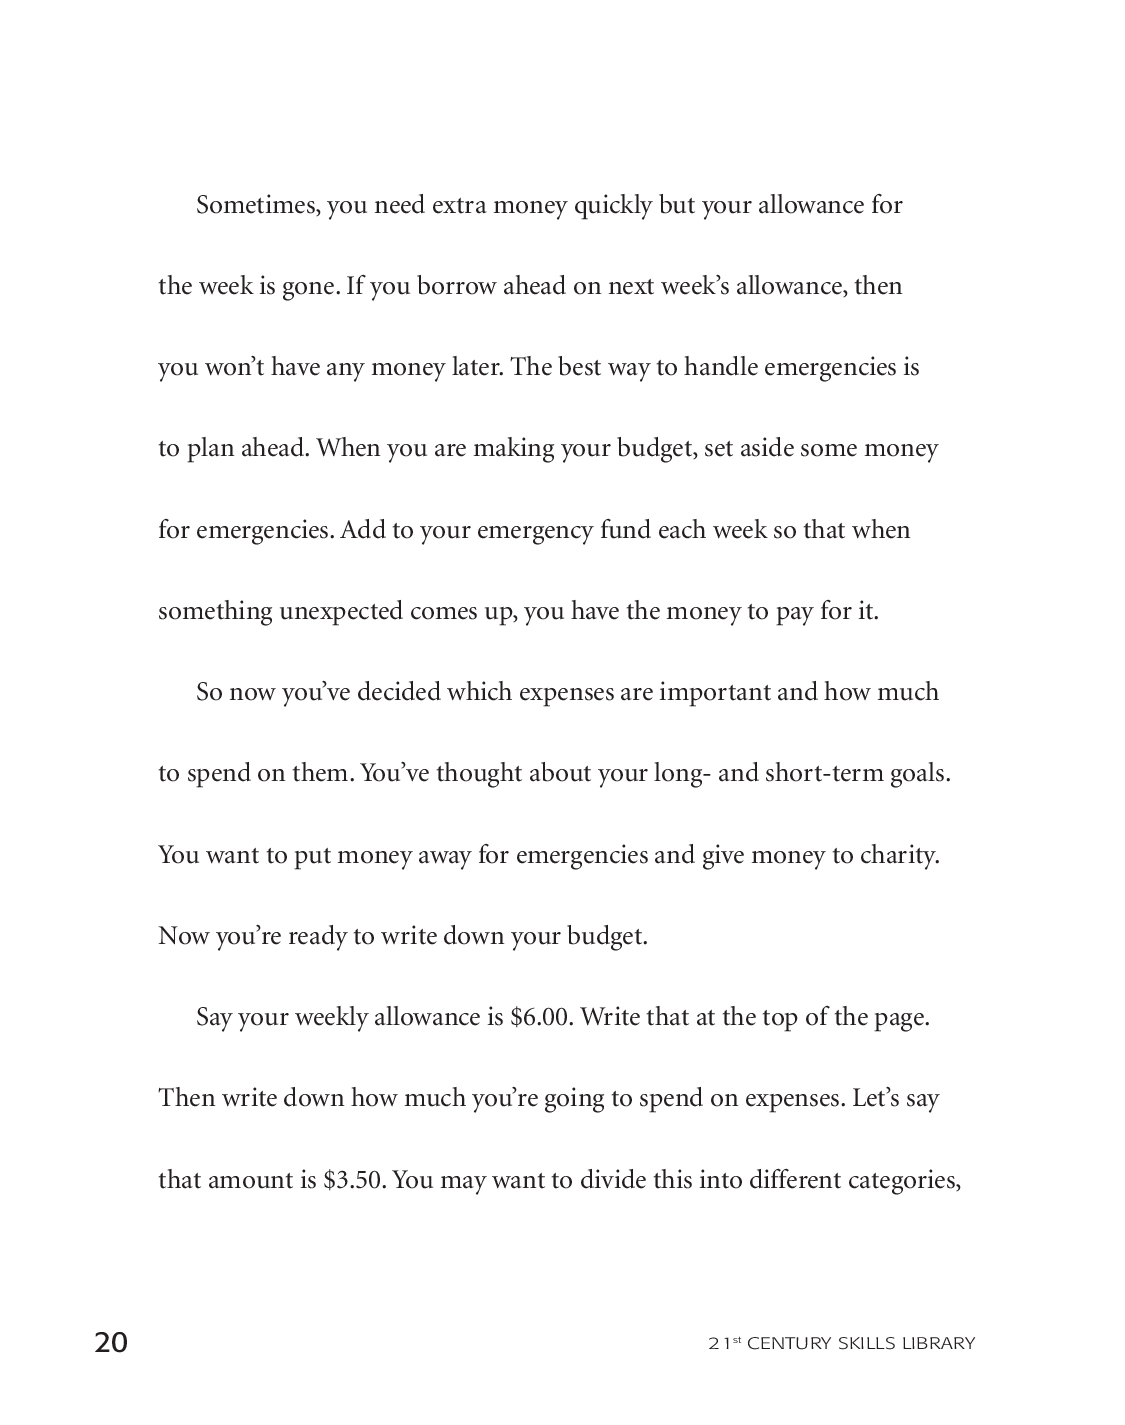 Sometimes, you need extra money quickly but your allowance for
the week is gone. If you borrow ahead on next week’s allowance, then
you won’t have any money later. The best way to handle emergencies is
to plan ahead. When you are making your budget, set aside some money
for emergencies. Add to your emergency fund each week so that when
something unexpected comes up, you have the money to pay for it.
So now you’ve decided which expenses are important and how much
to spend on them. You’ve thought about your long- and short-term goals.
You want to put money away for emergencies and give money to charity.
Now you’re ready to write down your budget.
Say your weekly allowance is $6.00. Write that at the top of the page.
Then write down how much you’re going to spend on expenses. Let’s say
that amount is $3.50. You may want to divide this into different categories,
20
21st CENTURY SKILLS LIBRARY